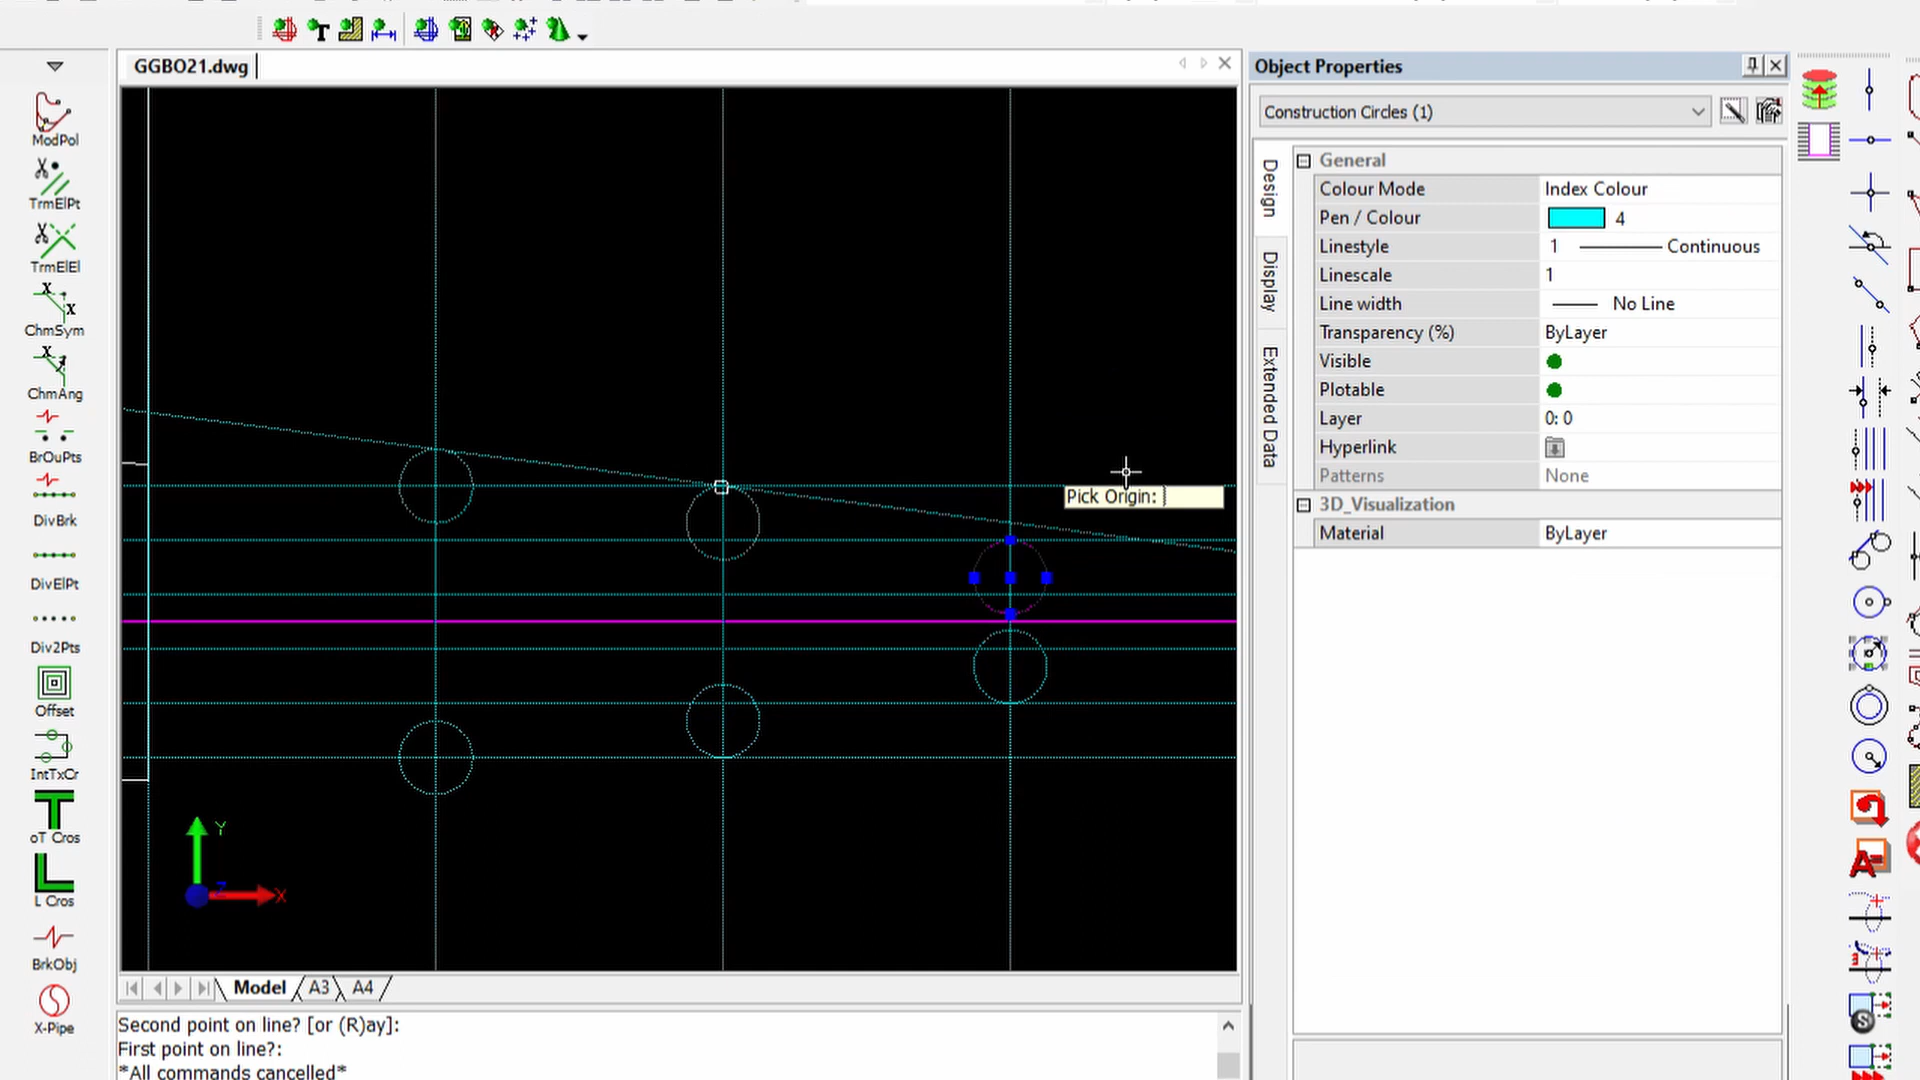 GGBO21.dwg
ModPol
TrmElPt
TrmElEl
ChmSym
ChmAng
BrOuPts
DivBrk
DivElPt
Div2Pts
Offset
IntTxCr
oT Cros
L Cros
BrkObj
X-Pipe
Pick Origin:
Y
Z
X
Model
A3
A4
Second point on line? [or (R)ay]:
First point on line?:
*All commands cancelled*
Object Properties
Construction Circles (1)
Design
Display
Extended Data
General
Colour Mode Index Colour
Pen / Colour 4
Linestyle 1 Continuous
Linescale 1
Line width No Line
Transparency (%) ByLayer
Visible
Plotable
Layer 0: 0
Hyperlink
Patterns None
3D_Visualization
Material ByLayer